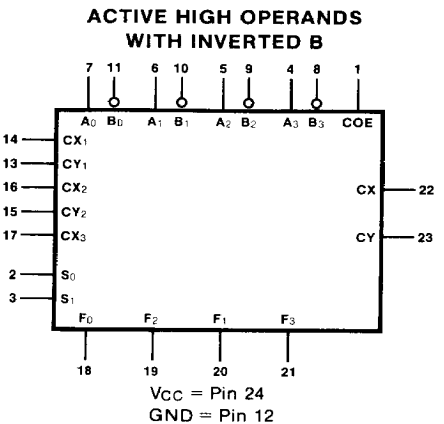 ACTIVE HIGH OPERANDS
WITH INVERTED B
7 11 6 10 5 9 4 8 1
A0 B0 A1 B1 A2 B2 A3 B3 COE
14 CX1
13 CY1
16 CX2 CX 22
15 CY2
17 CX3 CY 23
2 S0
3 S1
F0 F2 F1 F3
18 19 20 21
VCC = Pin 24
GND = Pin 12